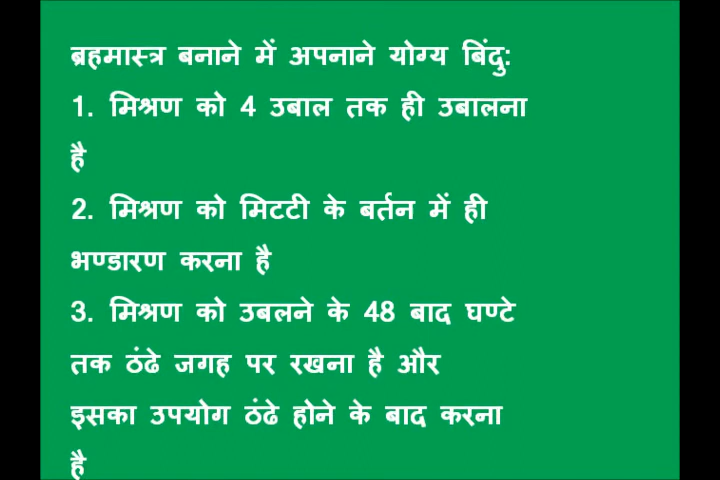 ब्रहमास्त्र बनाने में अपनाने योग्य बिंदु:
1. मिश्रण को 4 उबाल तक ही उबालना
है
2. मिश्रण को मिटटी के बर्तन में ही
भण्डारण करना है
3. मिश्रण को उबलने के 48 बाद घण्टे
तक ठंढे जगह पर रखना है और
इसका उपयोग ठंढे होने के बाद करना
है